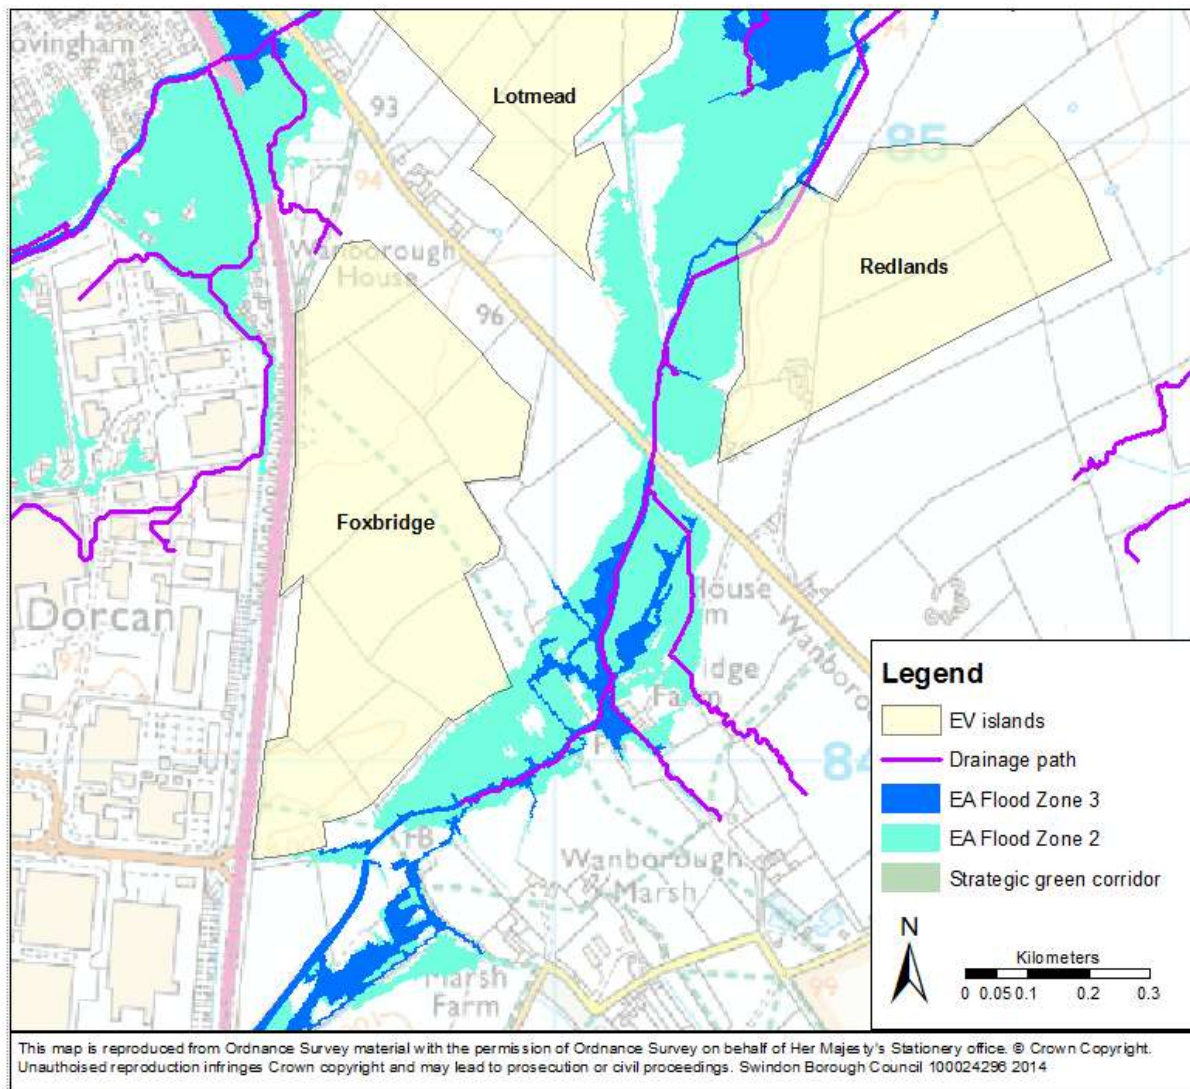 ovingham
Lotmead
93
94
94
85
Wanborough
House
Redlands
96
Foxbridge
Dorcan
House
Farm
84
Wanborough
Marsh
Marsh
Farm
99
Legend
EV islands
Drainage path
EA Flood Zone 3
EA Flood Zone 2
Strategic green corridor
N
Kilometers
0 0.05 0.1 0.2 0.3
This map is reproduced from Ordnance Survey material with the permission of Ordnance Survey on behalf of Her Majesty's Stationery office. © Crown Copyright.
Unauthoised reproduction infringes Crown copyright and may lead to prosecution or civil proceedings. Swindon Borough Council 100024296 2014